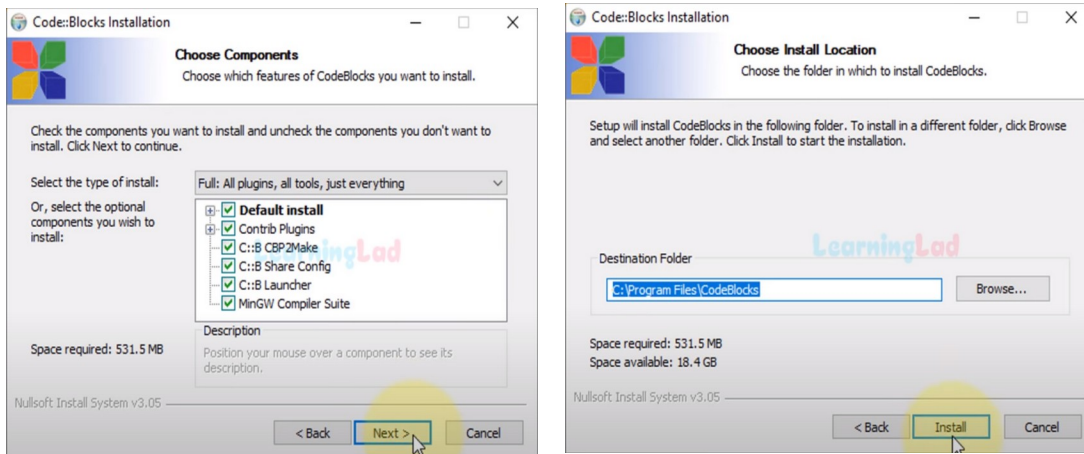 Code::Blocks Installation
Choose Components
Choose which features of CodeBlocks you want to install.
Check the components you want to install and uncheck the components you don't want to
install. Click Next to continue.
Select the type of install:
Full: All plugins, all tools, just everything
Or, select the optional
components you wish to
install:
Default install
Contrib Plugins
C::B CBP2Make
C::B Share Config
C::B Launcher
MinGW Compiler Suite
LearningLad
Space required: 531.5 MB
Description
Position your mouse over a component to see its
description.
Nullsoft Install System v3.05
< Back
Next >
Cancel
Code::Blocks Installation
Choose Install Location
Choose the folder in which to install CodeBlocks.
Setup will install CodeBlocks in the following folder. To install in a different folder, click Browse
and select another folder. Click Install to start the installation.
LearningLad
Destination Folder
C:\Program Files\CodeBlocks
Browse...
Space required: 531.5 MB
Space available: 18.4 GB
Nullsoft Install System v3.05
< Back
Install
Cancel